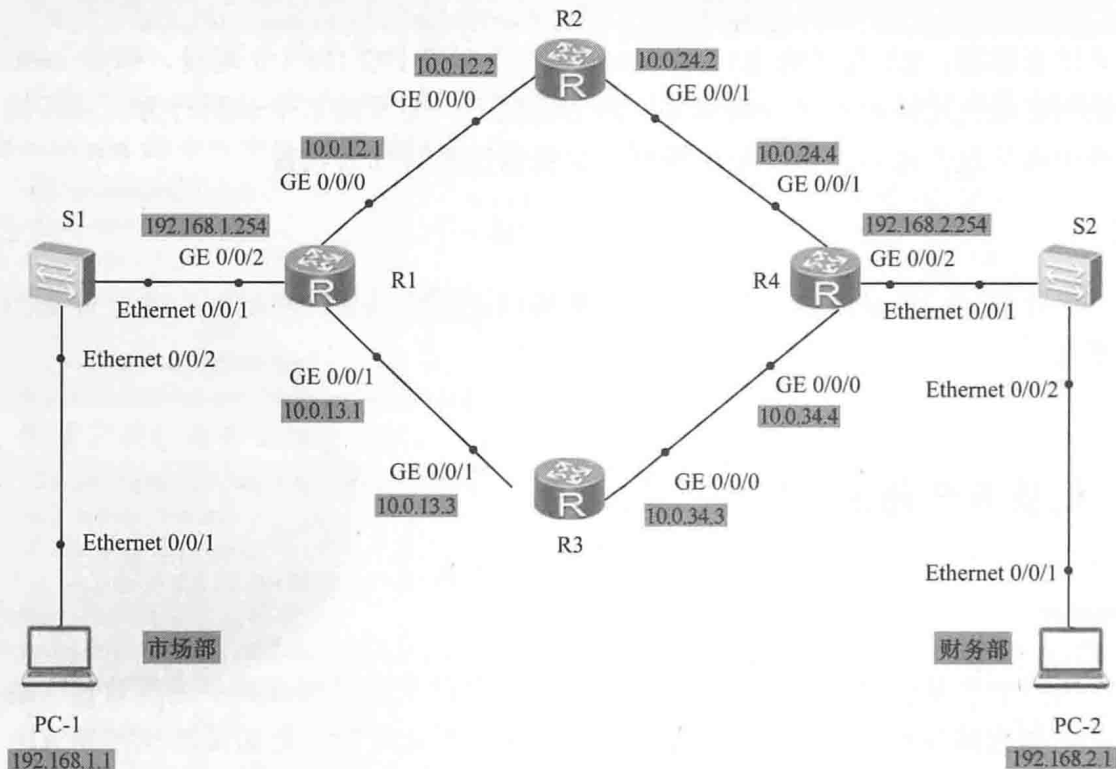 R2
10.0.12.2
10.0.24.2
GE 0/0/0
GE 0/0/1
R
10.0.12.1
10.0.24.4
GE 0/0/0
GE 0/0/1
S1
192.168.1.254
192.168.2.254
S2
GE 0/0/2
GE 0/0/2
R
R1
R4
R
Ethernet 0/0/1
Ethernet 0/0/1
Ethernet 0/0/2
GE 0/0/1
GE 0/0/0
Ethernet 0/0/2
10.0.13.1
10.0.34.4
GE 0/0/1
GE 0/0/0
10.0.13.3
R
10.0.34.3
R3
Ethernet 0/0/1
Ethernet 0/0/1
市场部
财务部
PC-1
PC-2
192.168.1.1
192.168.2.1